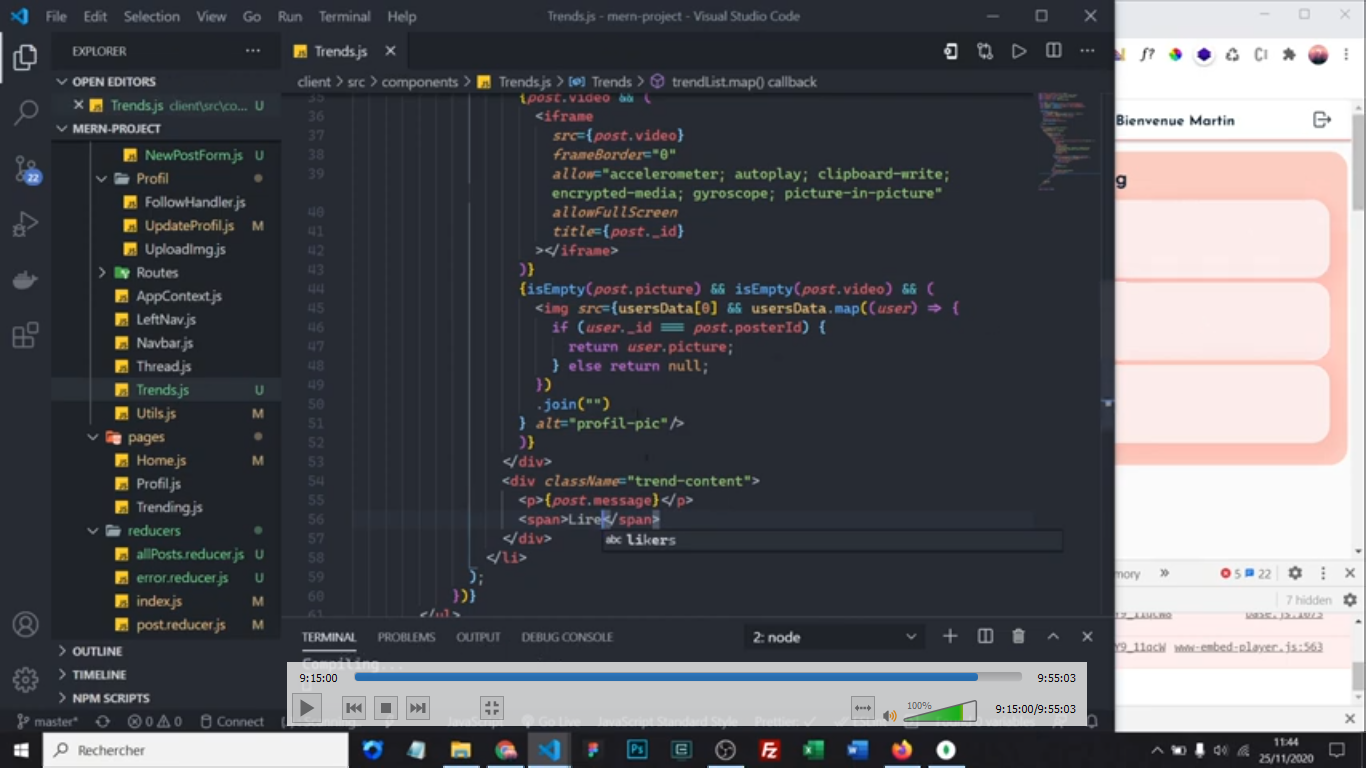 File Edit Selection View Go Run Terminal Help
Trends.js - mern-project - Visual Studio Code
EXPLORER
OPEN EDITORS
Trends.js client\src\co... U
MERN-PROJECT
NewPostForm.js U
Profil
FollowHandler.js
UpdateProfil.js M
UploadImg.js
Routes
AppContext.js
LeftNav.js
Navbar.js
Thread.js
Trends.js U
Utils.js M
pages
Home.js M
Profil.js
Trending.js
reducers
allPosts.reducer.js U
error.reducer.js U
index.js M
post.reducer.js M
OUTLINE
TIMELINE
NPM SCRIPTS
22
Trends.js
client > src > components > Trends.js > Trends > trendList.map() callback
35 {post.video && (
36 <iframe
37 src={post.video}
38 frameBorder="0"
39 allow="accelerometer; autoplay; clipboard-write;
encrypted-media; gyroscope; picture-in-picture"
40 allowFullScreen
41 title={post._id}
42 ></iframe>
43 )}
44 {isEmpty(post.picture) && isEmpty(post.video) && (
45 <img src={usersData[0] && usersData.map((user) => {
46 if (user._id === post.posterId) {
47 return user.picture;
48 } else return null;
49 })
50 .join("")
51 } alt="profil-pic"/>
52 )}
53 </div>
54 <div className="trend-content">
55 <p>{post.message}</p>
56 <span>Lire</span>
57 </div>
abc likers
58 </li>
59 );
60 })}
61 </ul>
TERMINAL PROBLEMS OUTPUT DEBUG CONSOLE
2: node
Compiling...
9:15:00
9:55:03
100%
9:15:00/9:55:03
master* 0 0 Connect
JavaScript Go Live JavaScript Standard Style Prettier: ✓
Bienvenue Martin
g
mory » 5 22
7 hidden
Y9_11qcW www-embed-player.js:563
Rechercher
11:44
25/11/2020